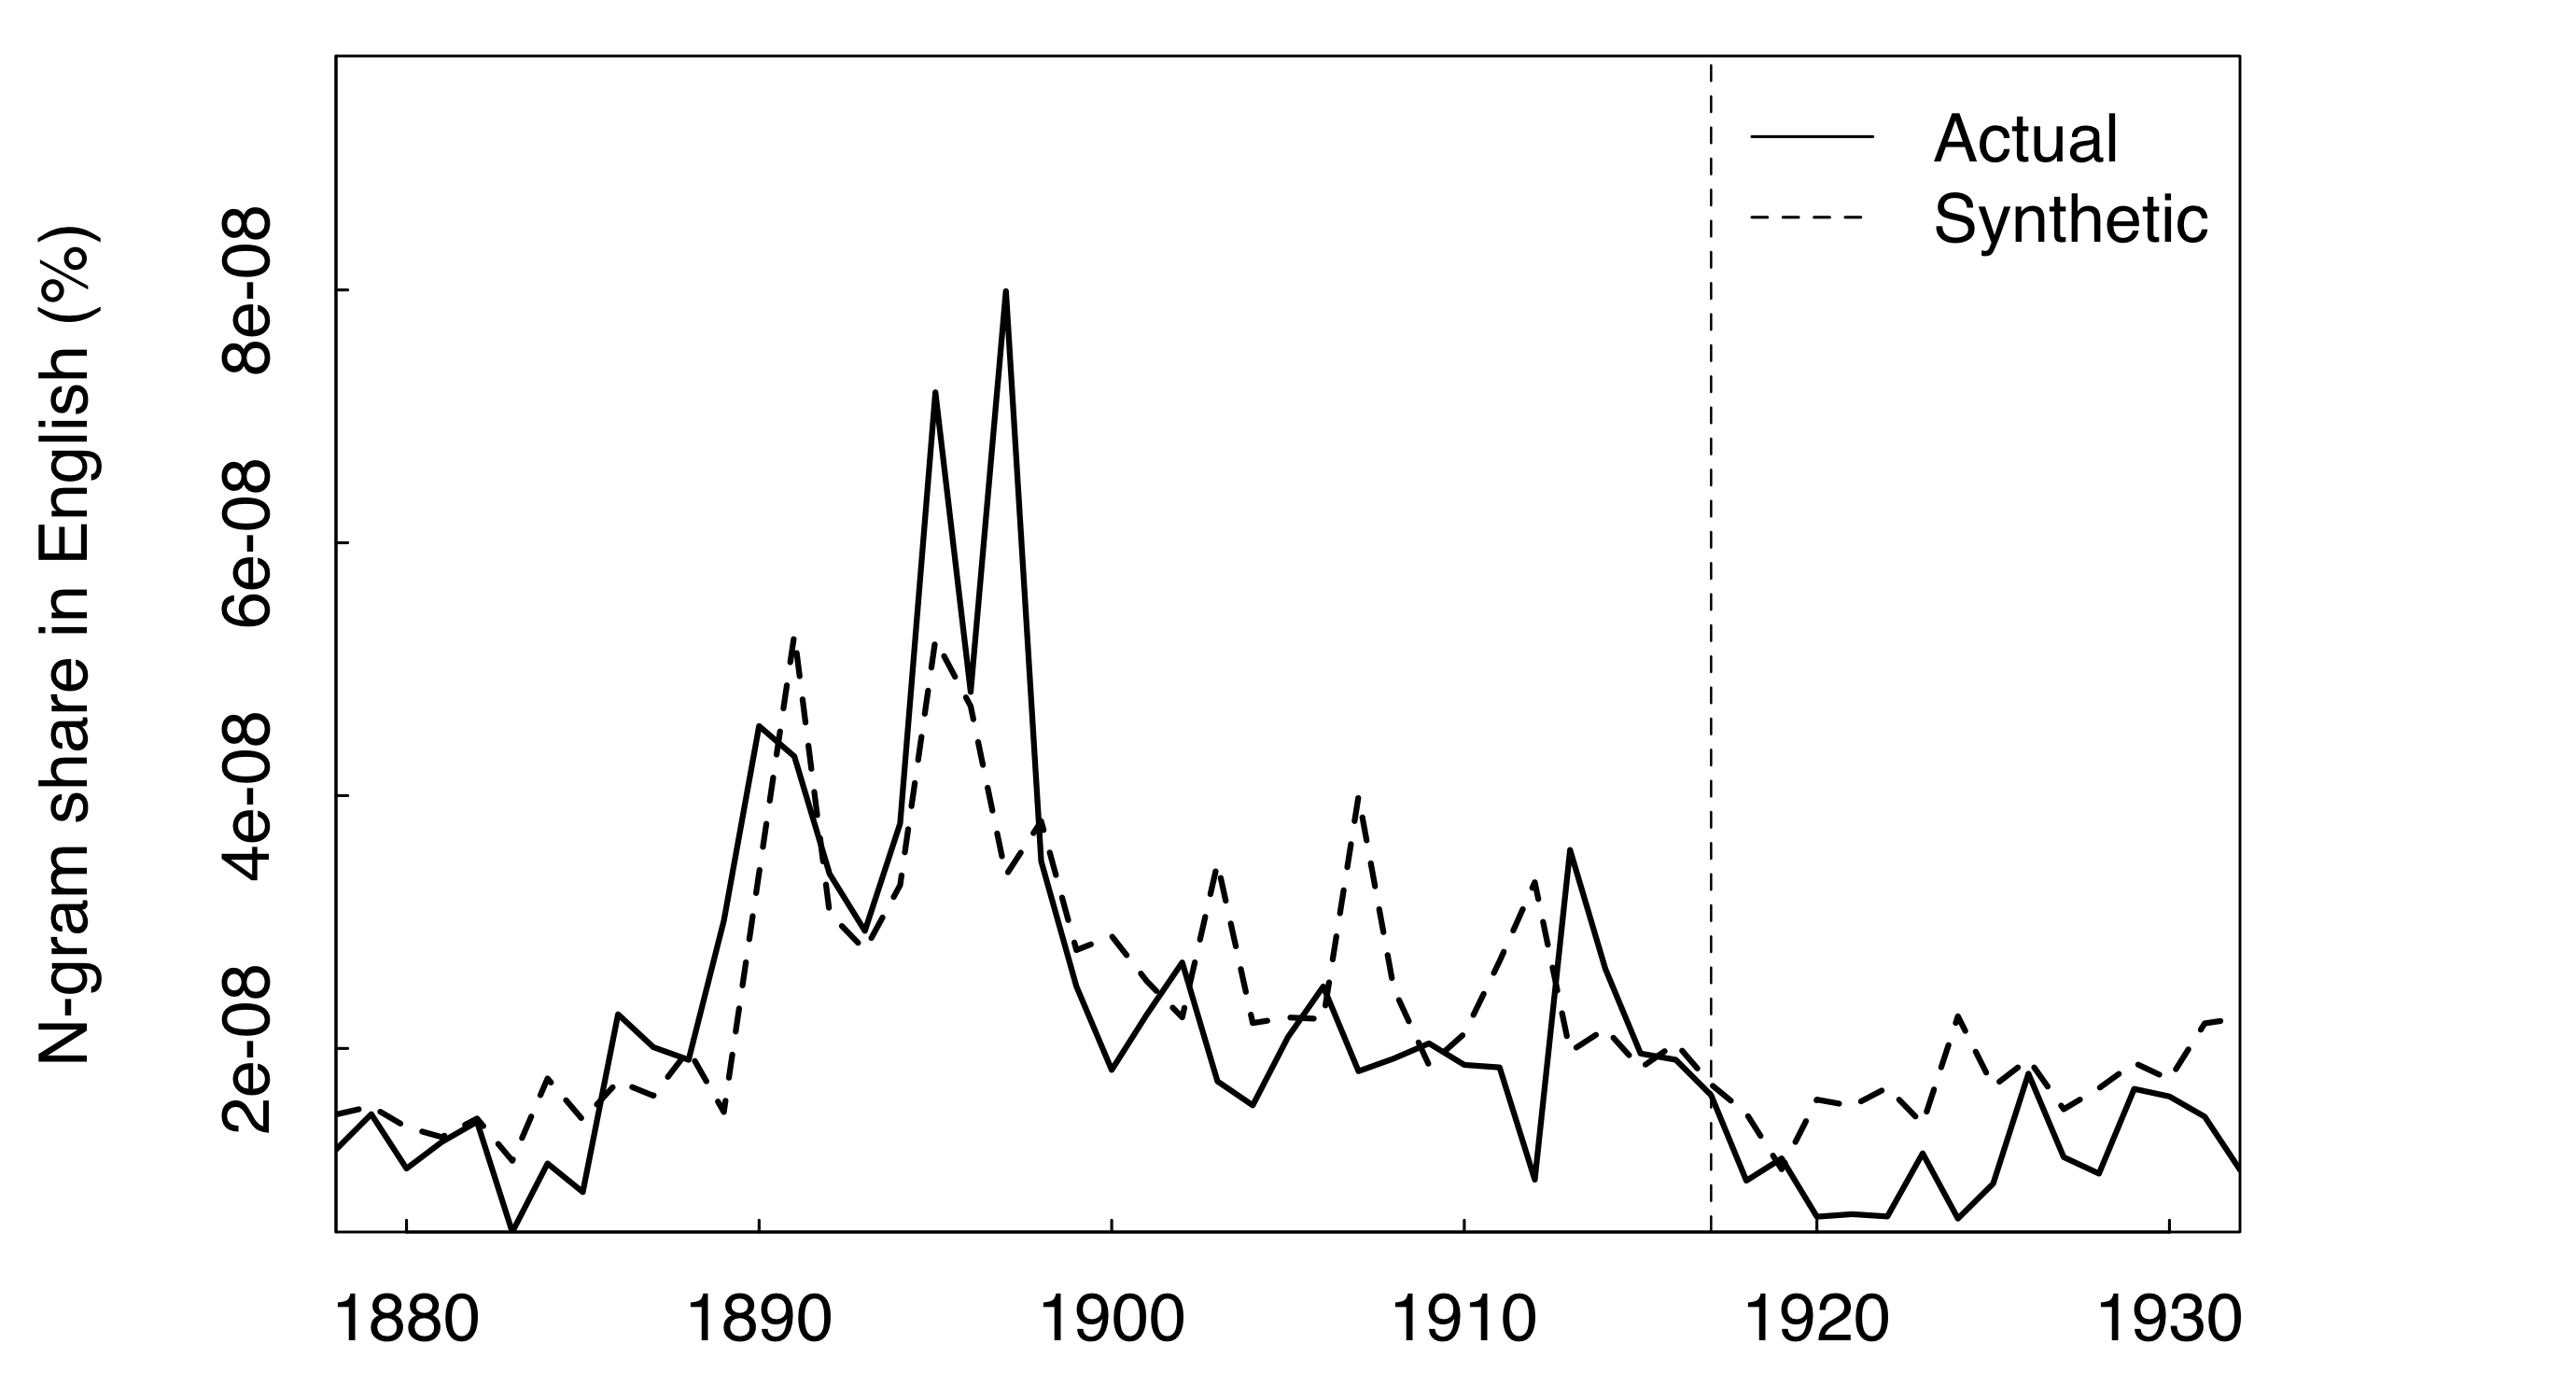 Actual
Synthetic
N-gram share in English (%)
8e-08
6e-08
4e-08
2e-08
1880 1890 1900 1910 1920 1930